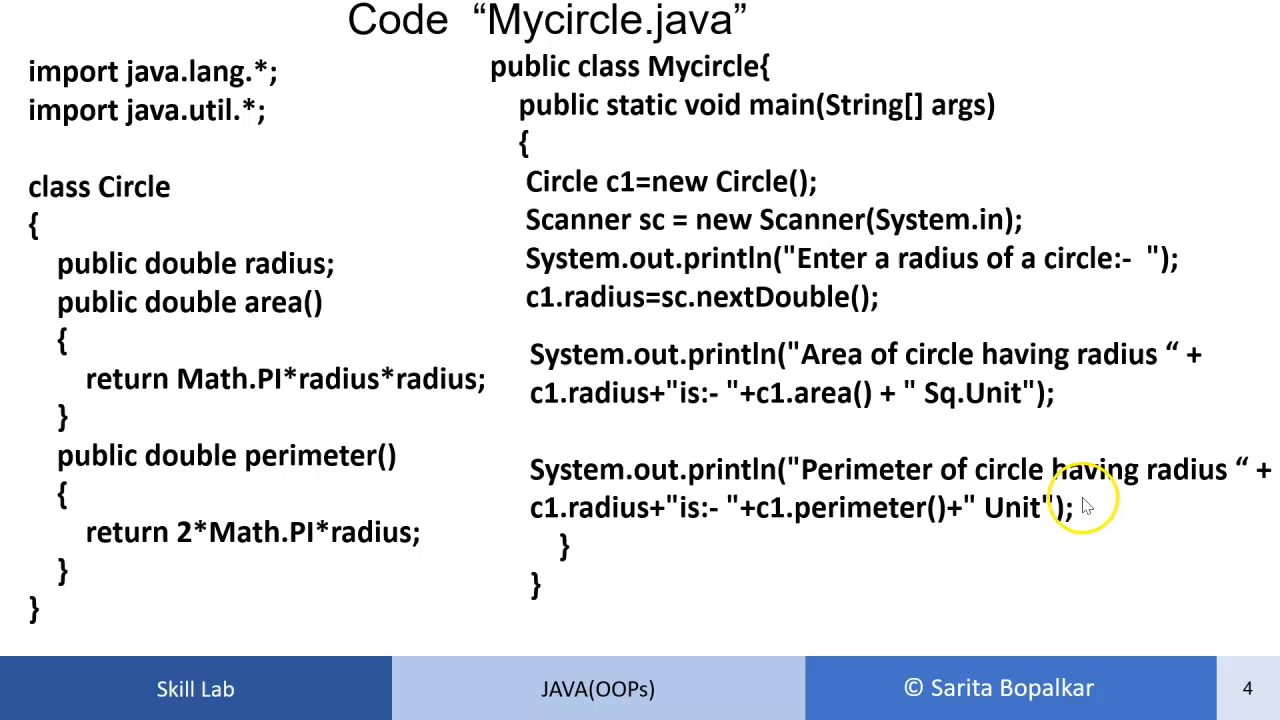 Code “Mycircle.java”
import java.lang.*;
import java.util.*;
class Circle
{
public double radius;
public double area()
{
return Math.PI*radius*radius;
}
public double perimeter()
{
return 2*Math.PI*radius;
}
}
public class Mycircle{
public static void main(String[] args)
{
Circle c1=new Circle();
Scanner sc = new Scanner(System.in);
System.out.println("Enter a radius of a circle:-  ");
c1.radius=sc.nextDouble();
System.out.println("Area of circle having radius “ +
c1.radius+"is:- "+c1.area() + " Sq.Unit");
System.out.println("Perimeter of circle having radius “ +
c1.radius+"is:- "+c1.perimeter()+" Unit");
}
}
Skill Lab
JAVA(OOPs)
© Sarita Bopalkar
4